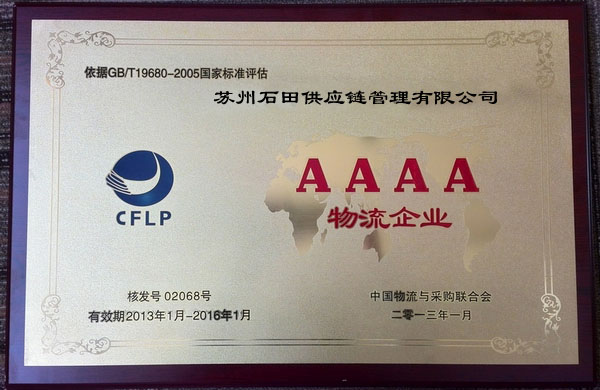 依据GB/T19680-2005国家标准评估
苏州石田供应链管理有限公司
AAAA
CFLP
物流企业
核发号 02068号
中国物流与采购联合会
有效期2013年1月-2016年1月
二零一三年一月